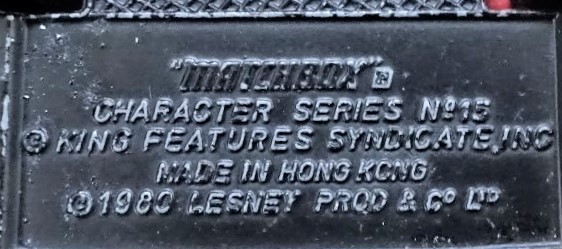 "MATCHBOX" ®
CHARACTER SERIES Nº15
© KING FEATURES SYNDICATE, INC
MADE IN HONG KONG
© 1980 LESNEY PROD & Cº LTD